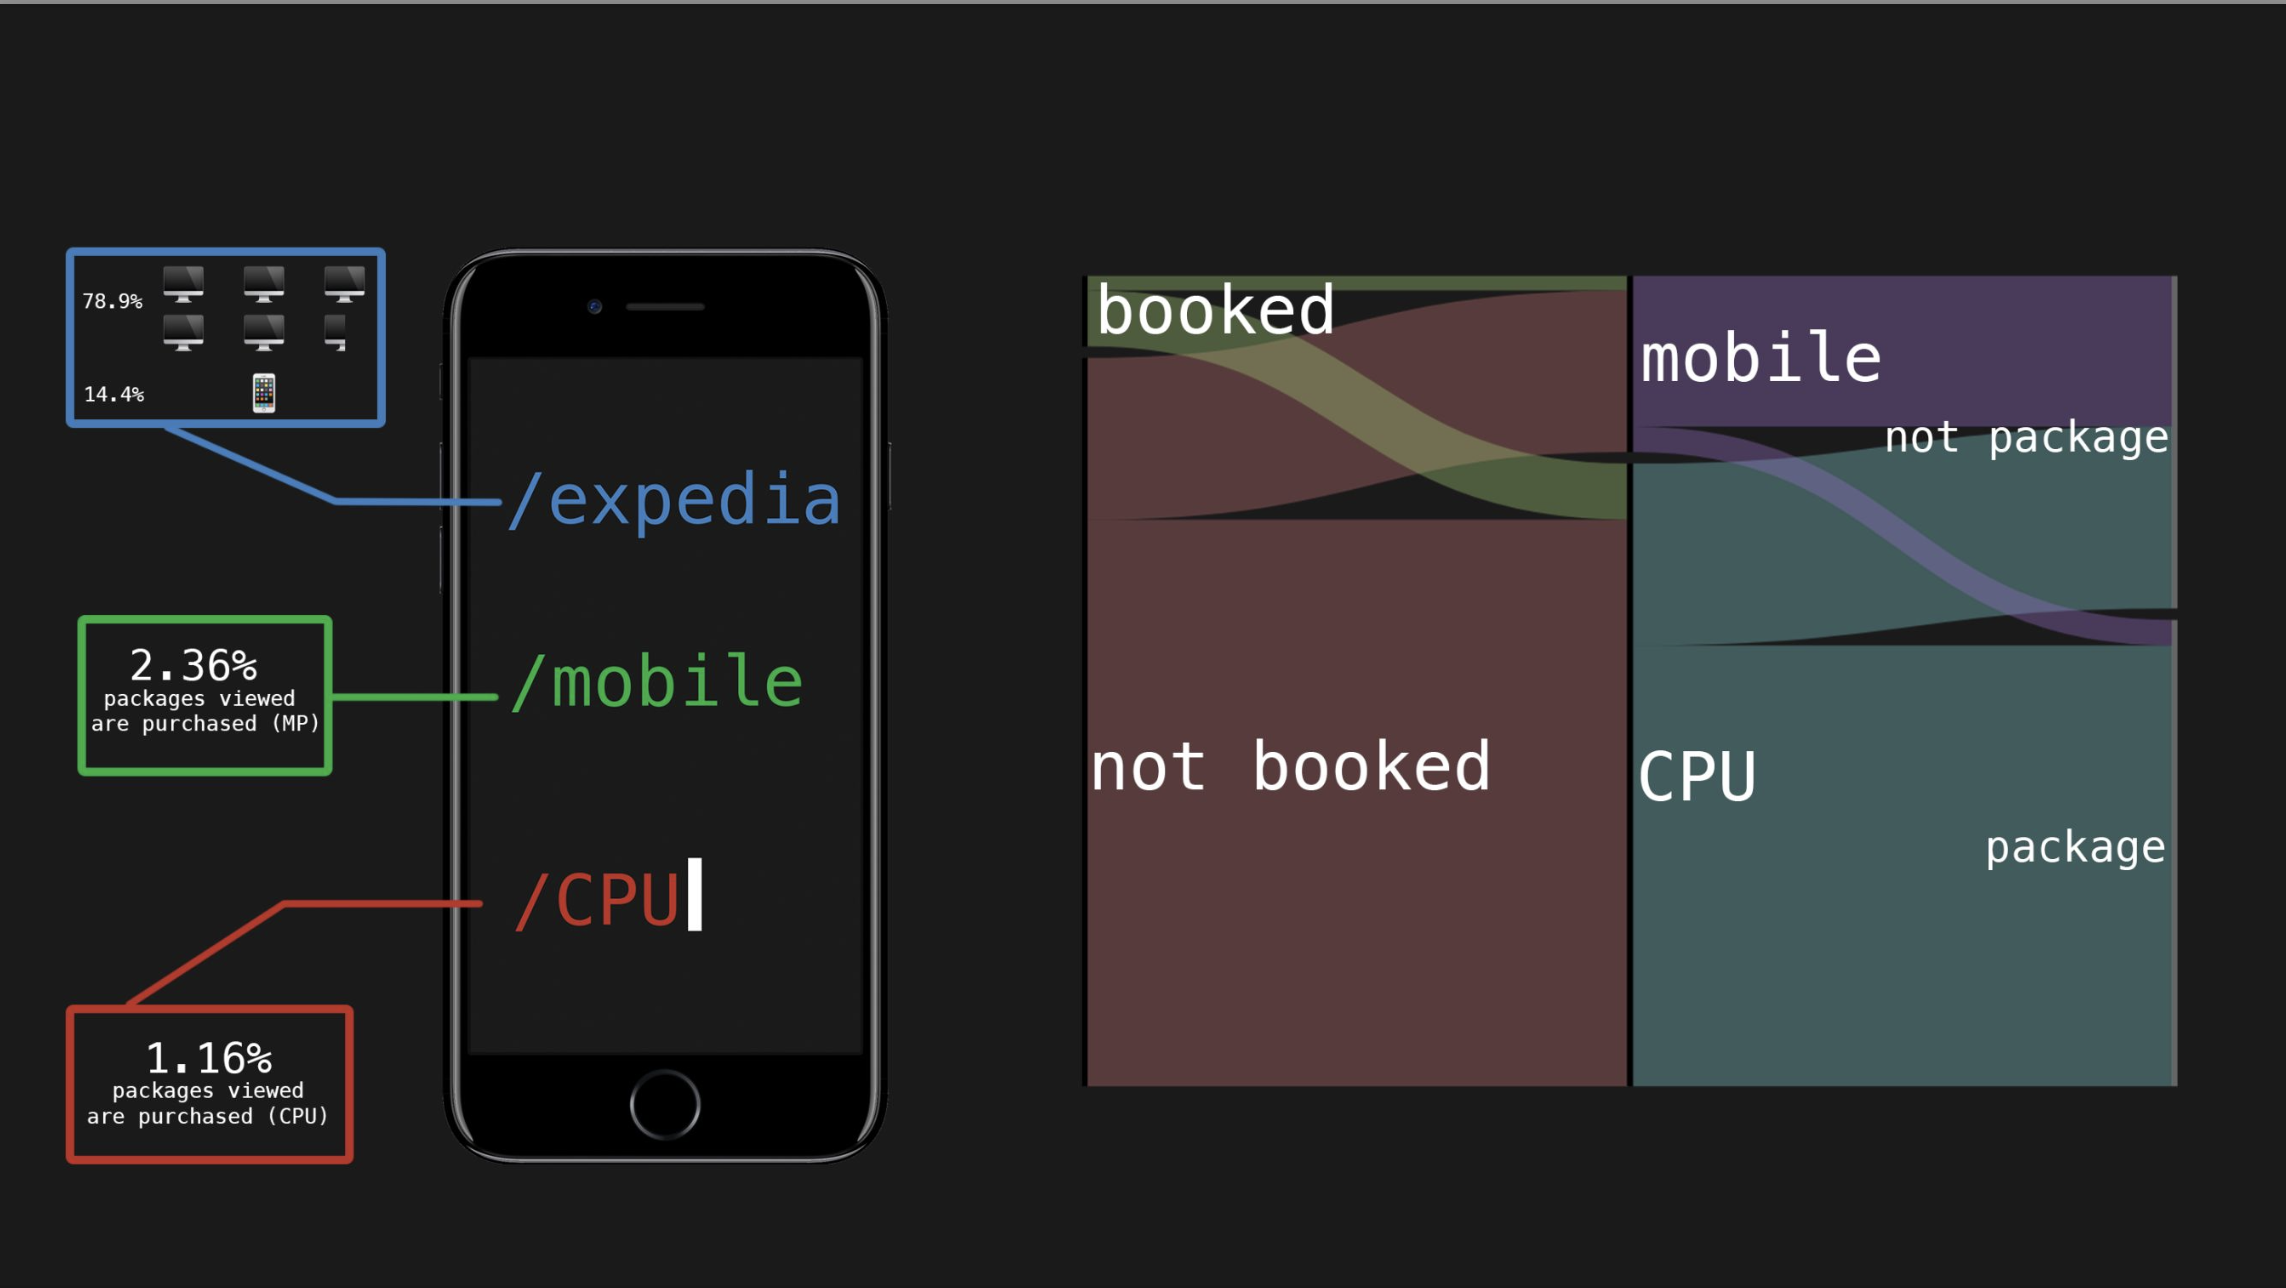 78.9%
14.4%
/expedia
2.36%
packages viewed
are purchased (MP)
/mobile
/CPU
1.16%
packages viewed
are purchased (CPU)
booked
not booked
mobile
CPU
not package
package